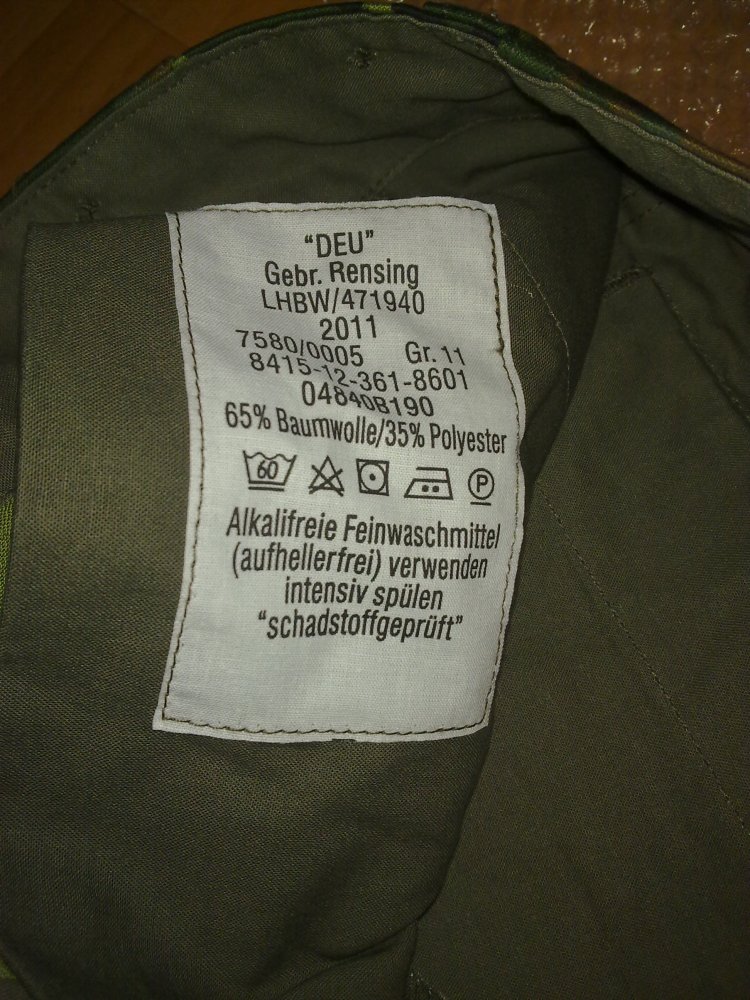 "DEU"
Gebr. Rensing
LHBW/471940
2011
7580/0005 Gr. 11
8415-12-361-8601
04840B190
65% Baumwolle/35% Polyester
60 P
Alkalifreie Feinwaschmittel
(aufhellerfrei) verwenden
intensiv spülen
"schadstoffgeprüft"